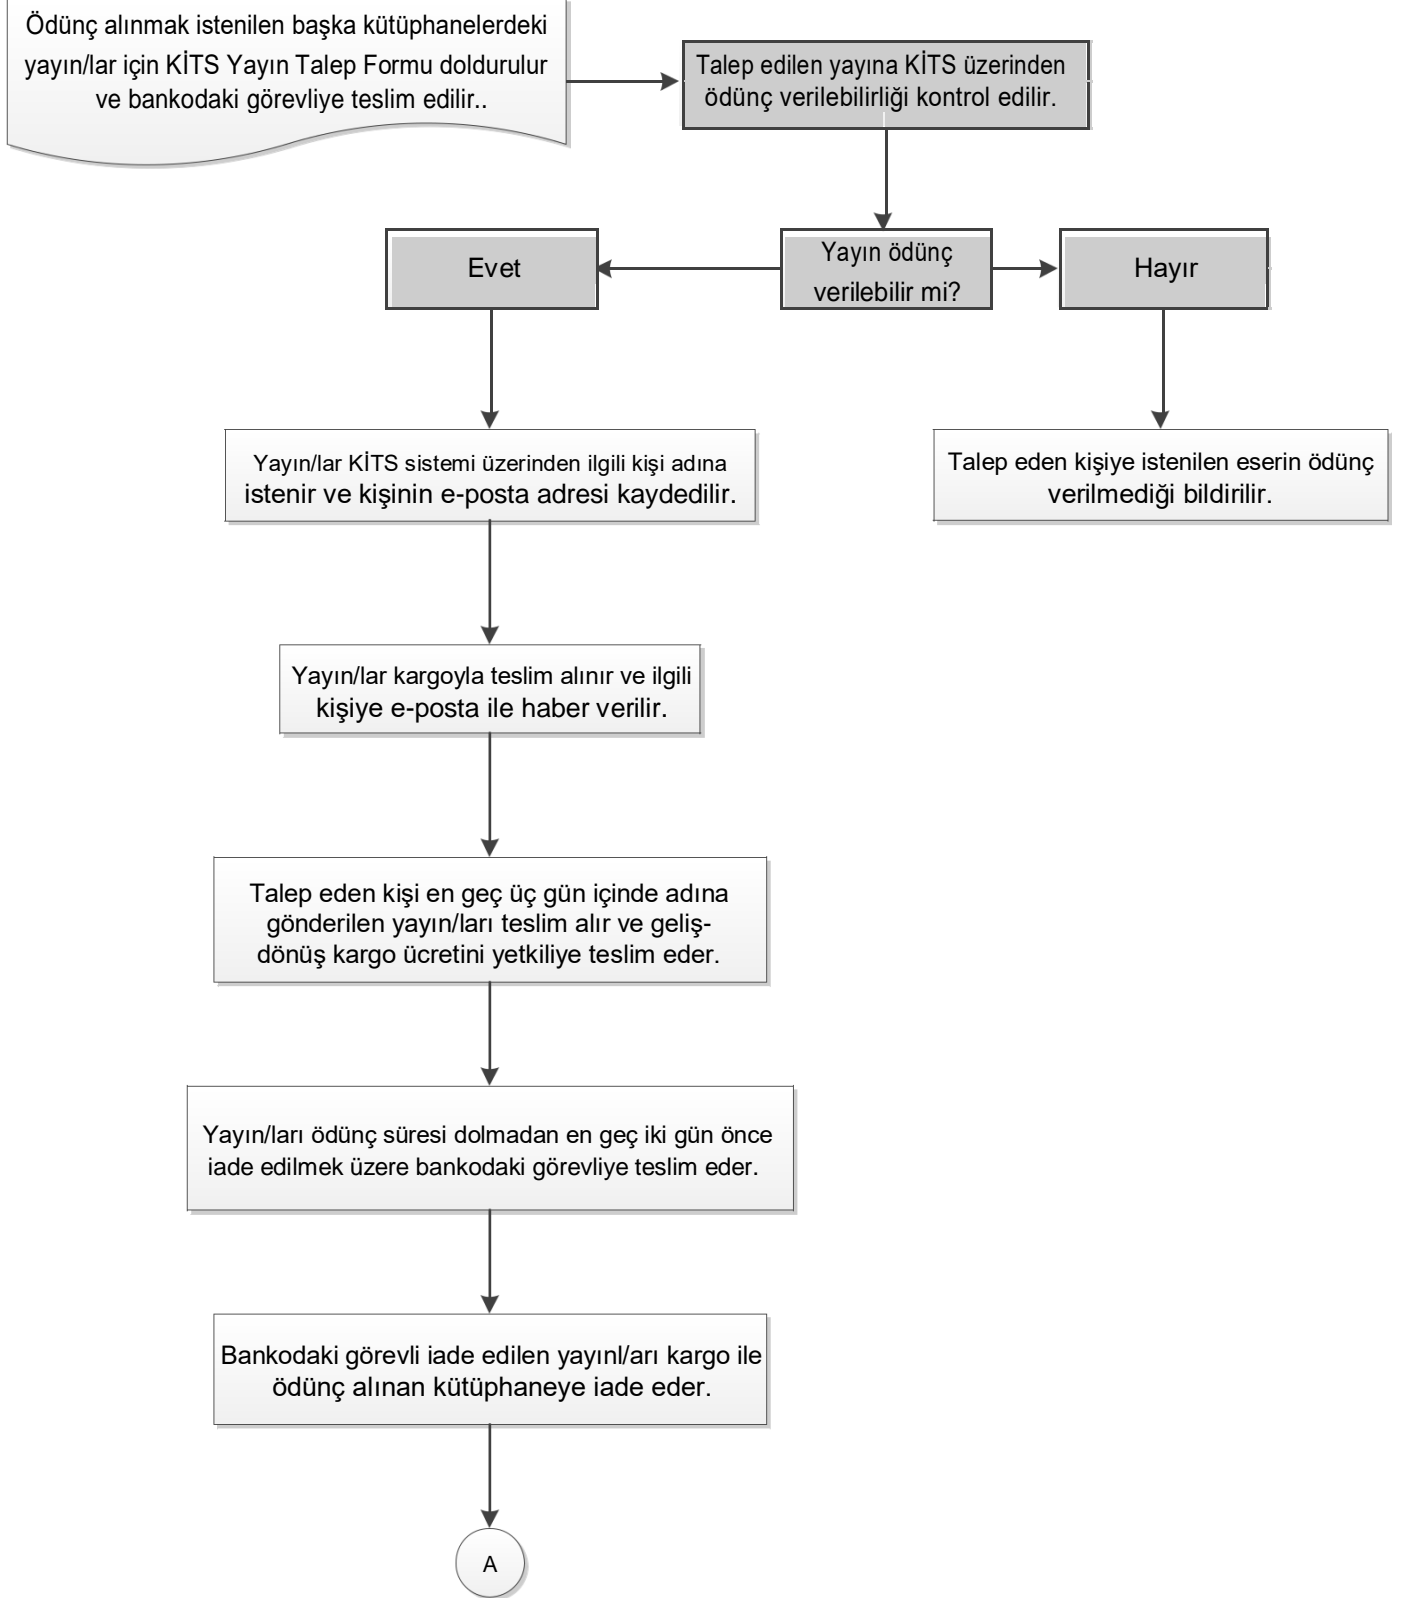 Ödünç alınmak istenilen başka kütüphanelerdeki
yayın/lar için KİTS Yayın Talep Formu doldurulur
ve bankodaki görevliye teslim edilir..
Talep edilen yayına KİTS üzerinden
ödünç verilebilirliği kontrol edilir.
Evet
Yayın ödünç
verilebilir mi?
Hayır
Yayın/lar KİTS sistemi üzerinden ilgili kişi adına
istenir ve kişinin e-posta adresi kaydedilir.
Talep eden kişiye istenilen eserin ödünç
verilmediği bildirilir.
Yayın/lar kargoyla teslim alınır ve ilgili
kişiye e-posta ile haber verilir.
Talep eden kişi en geç üç gün içinde adına
gönderilen yayın/ları teslim alır ve geliş-
dönüş kargo ücretini yetkiliye teslim eder.
Yayın/ları ödünç süresi dolmadan en geç iki gün önce
iade edilmek üzere bankodaki görevliye teslim eder.
Bankodaki görevli iade edilen yayınl/arı kargo ile
ödünç alınan kütüphaneye iade eder.
A